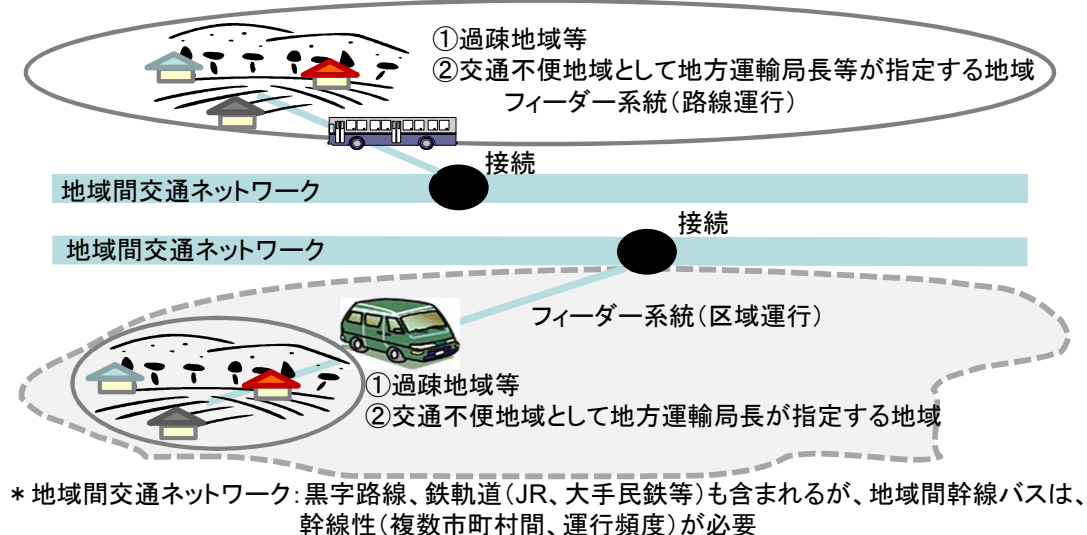 ①過疎地域等
②交通不便地域として地方運輸局長等が指定する地域
フィーダー系統(路線運行)
接続
地域間交通ネットワーク
接続
地域間交通ネットワーク
フィーダー系統(区域運行)
①過疎地域等
②交通不便地域として地方運輸局長が指定する地域
*地域間交通ネットワーク:黒字路線、鉄軌道(JR、大手民鉄等)も含まれるが、地域間幹線バスは、
幹線性(複数市町村間、運行頻度)が必要